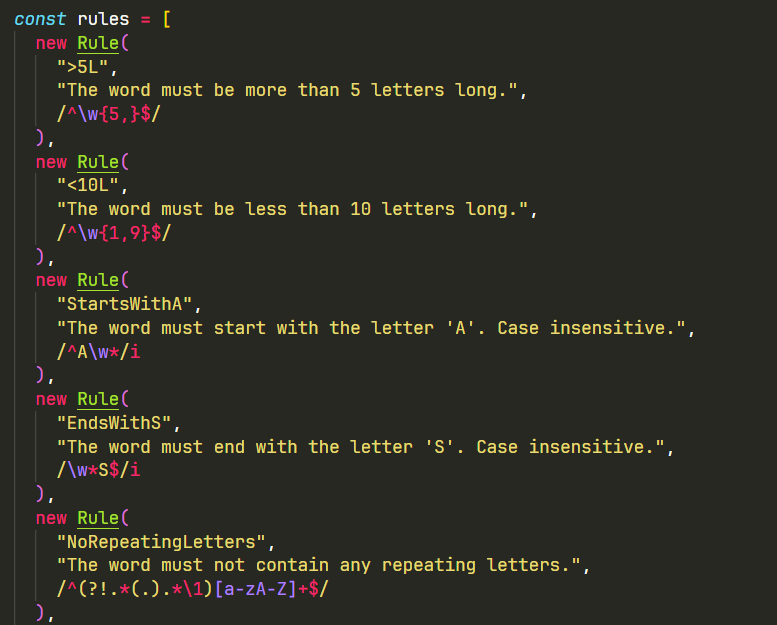 const rules = [
new Rule(
">5L",
"The word must be more than 5 letters long.",
/^\w{5,}$/
),
new Rule(
"<10L",
"The word must be less than 10 letters long.",
/^\w{1,9}$/
),
new Rule(
"StartsWithA",
"The word must start with the letter 'A'. Case insensitive.",
/^A\w*/i
),
new Rule(
"EndsWithS",
"The word must end with the letter 'S'. Case insensitive.",
/\w*S$/i
),
new Rule(
"NoRepeatingLetters",
"The word must not contain any repeating letters.",
/^(?!.*(.).*\1)[a-zA-Z]+$/
),